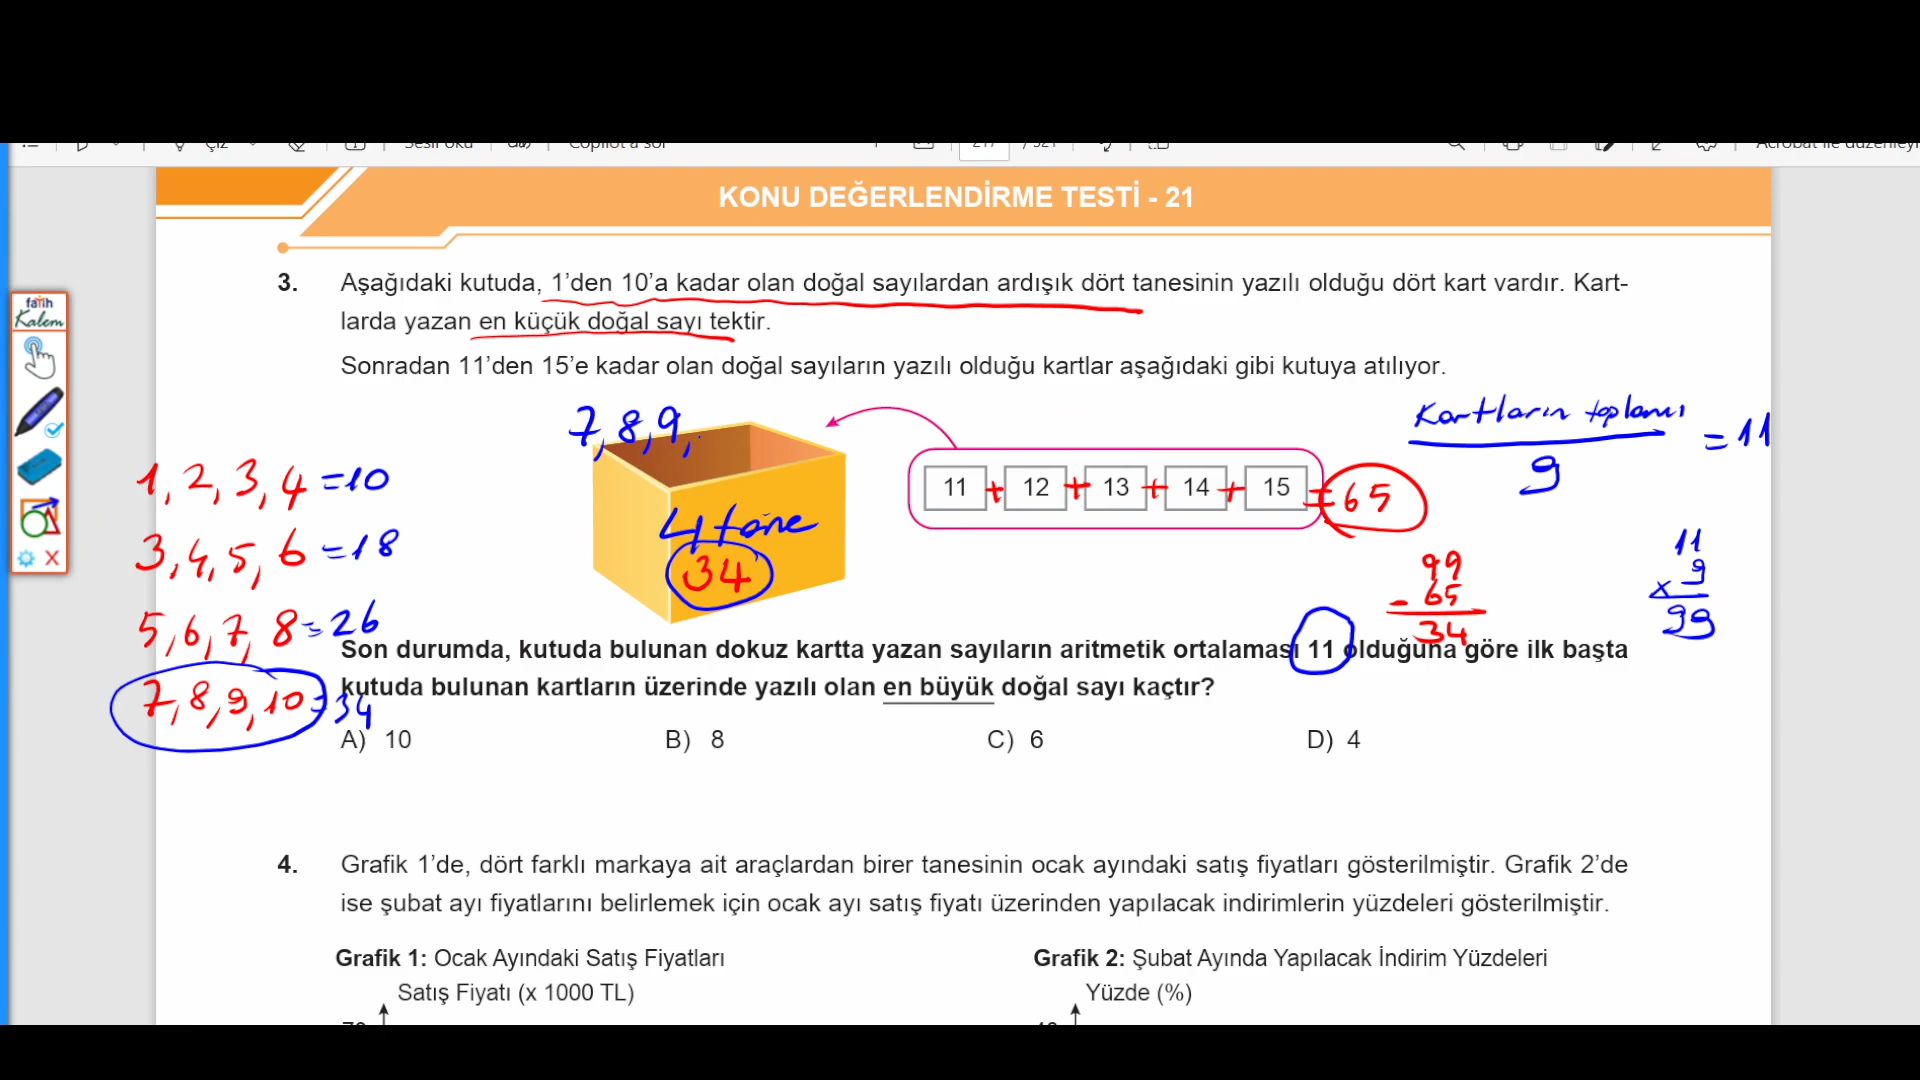 Çiz
/ 321
KONU DEĞERLENDİRME TESTİ - 21
fatih
Kalem
3. Aşağıdaki kutuda, 1’den 10’a kadar olan doğal sayılardan ardışık dört tanesinin yazılı olduğu dört kart vardır. Kart-
larda yazan en küçük doğal sayı tektir.
Sonradan 11’den 15’e kadar olan doğal sayıların yazılı olduğu kartlar aşağıdaki gibi kutuya atılıyor.
7, 8, 9,
4 tane
34
11 + 12 + 13 + 14 + 15 = 65
Kartların toplamı
9
= 11
1, 2, 3, 4 = 10
3, 4, 5, 6 = 18
5, 6, 7, 8 = 26
7, 8, 9, 10 = 34
99
- 65
34
11
x 9
99
Son durumda, kutuda bulunan dokuz kartta yazan sayıların aritmetik ortalaması 11 olduğuna göre ilk başta
kutuda bulunan kartların üzerinde yazılı olan en büyük doğal sayı kaçtır?
A) 10 B) 8 C) 6 D) 4
4. Grafik 1’de, dört farklı markaya ait araçlardan birer tanesinin ocak ayındaki satış fiyatları gösterilmiştir. Grafik 2’de
ise şubat ayı fiyatlarını belirlemek için ocak ayı satış fiyatı üzerinden yapılacak indirimlerin yüzdeleri gösterilmiştir.
Grafik 1: Ocak Ayındaki Satış Fiyatları
Satış Fiyatı (x 1000 TL)
Grafik 2: Şubat Ayında Yapılacak İndirim Yüzdeleri
Yüzde (%)